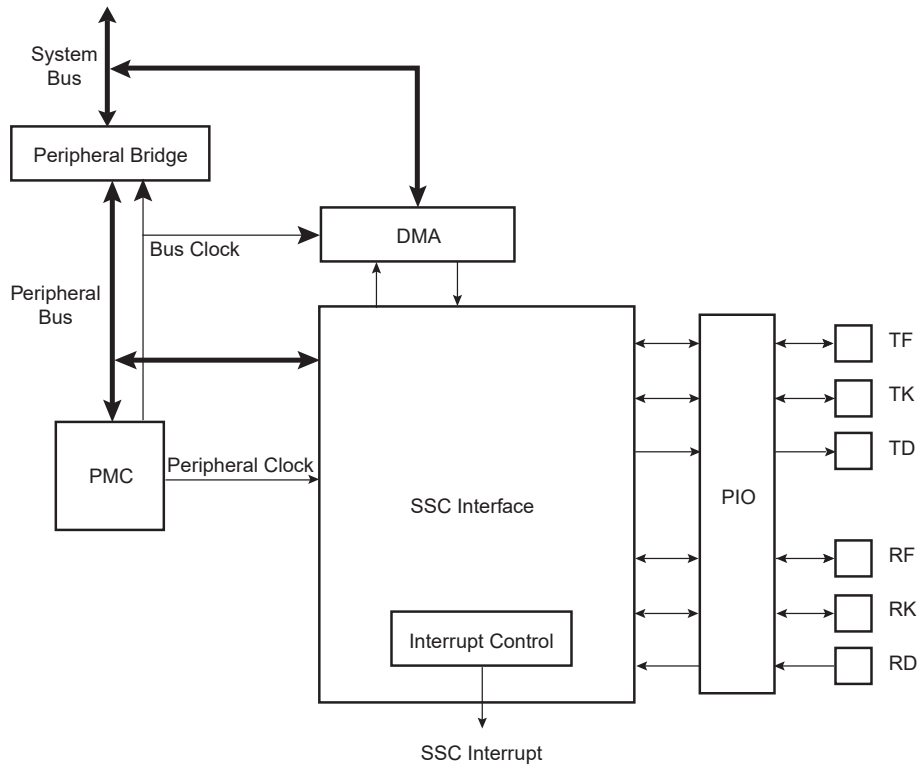 System
Bus
Peripheral Bridge
DMA
Bus Clock
Peripheral
Bus
TF
TK
PMC
Peripheral Clock
TD
SSC Interface
PIO
RF
RK
Interrupt Control
RD
SSC Interrupt